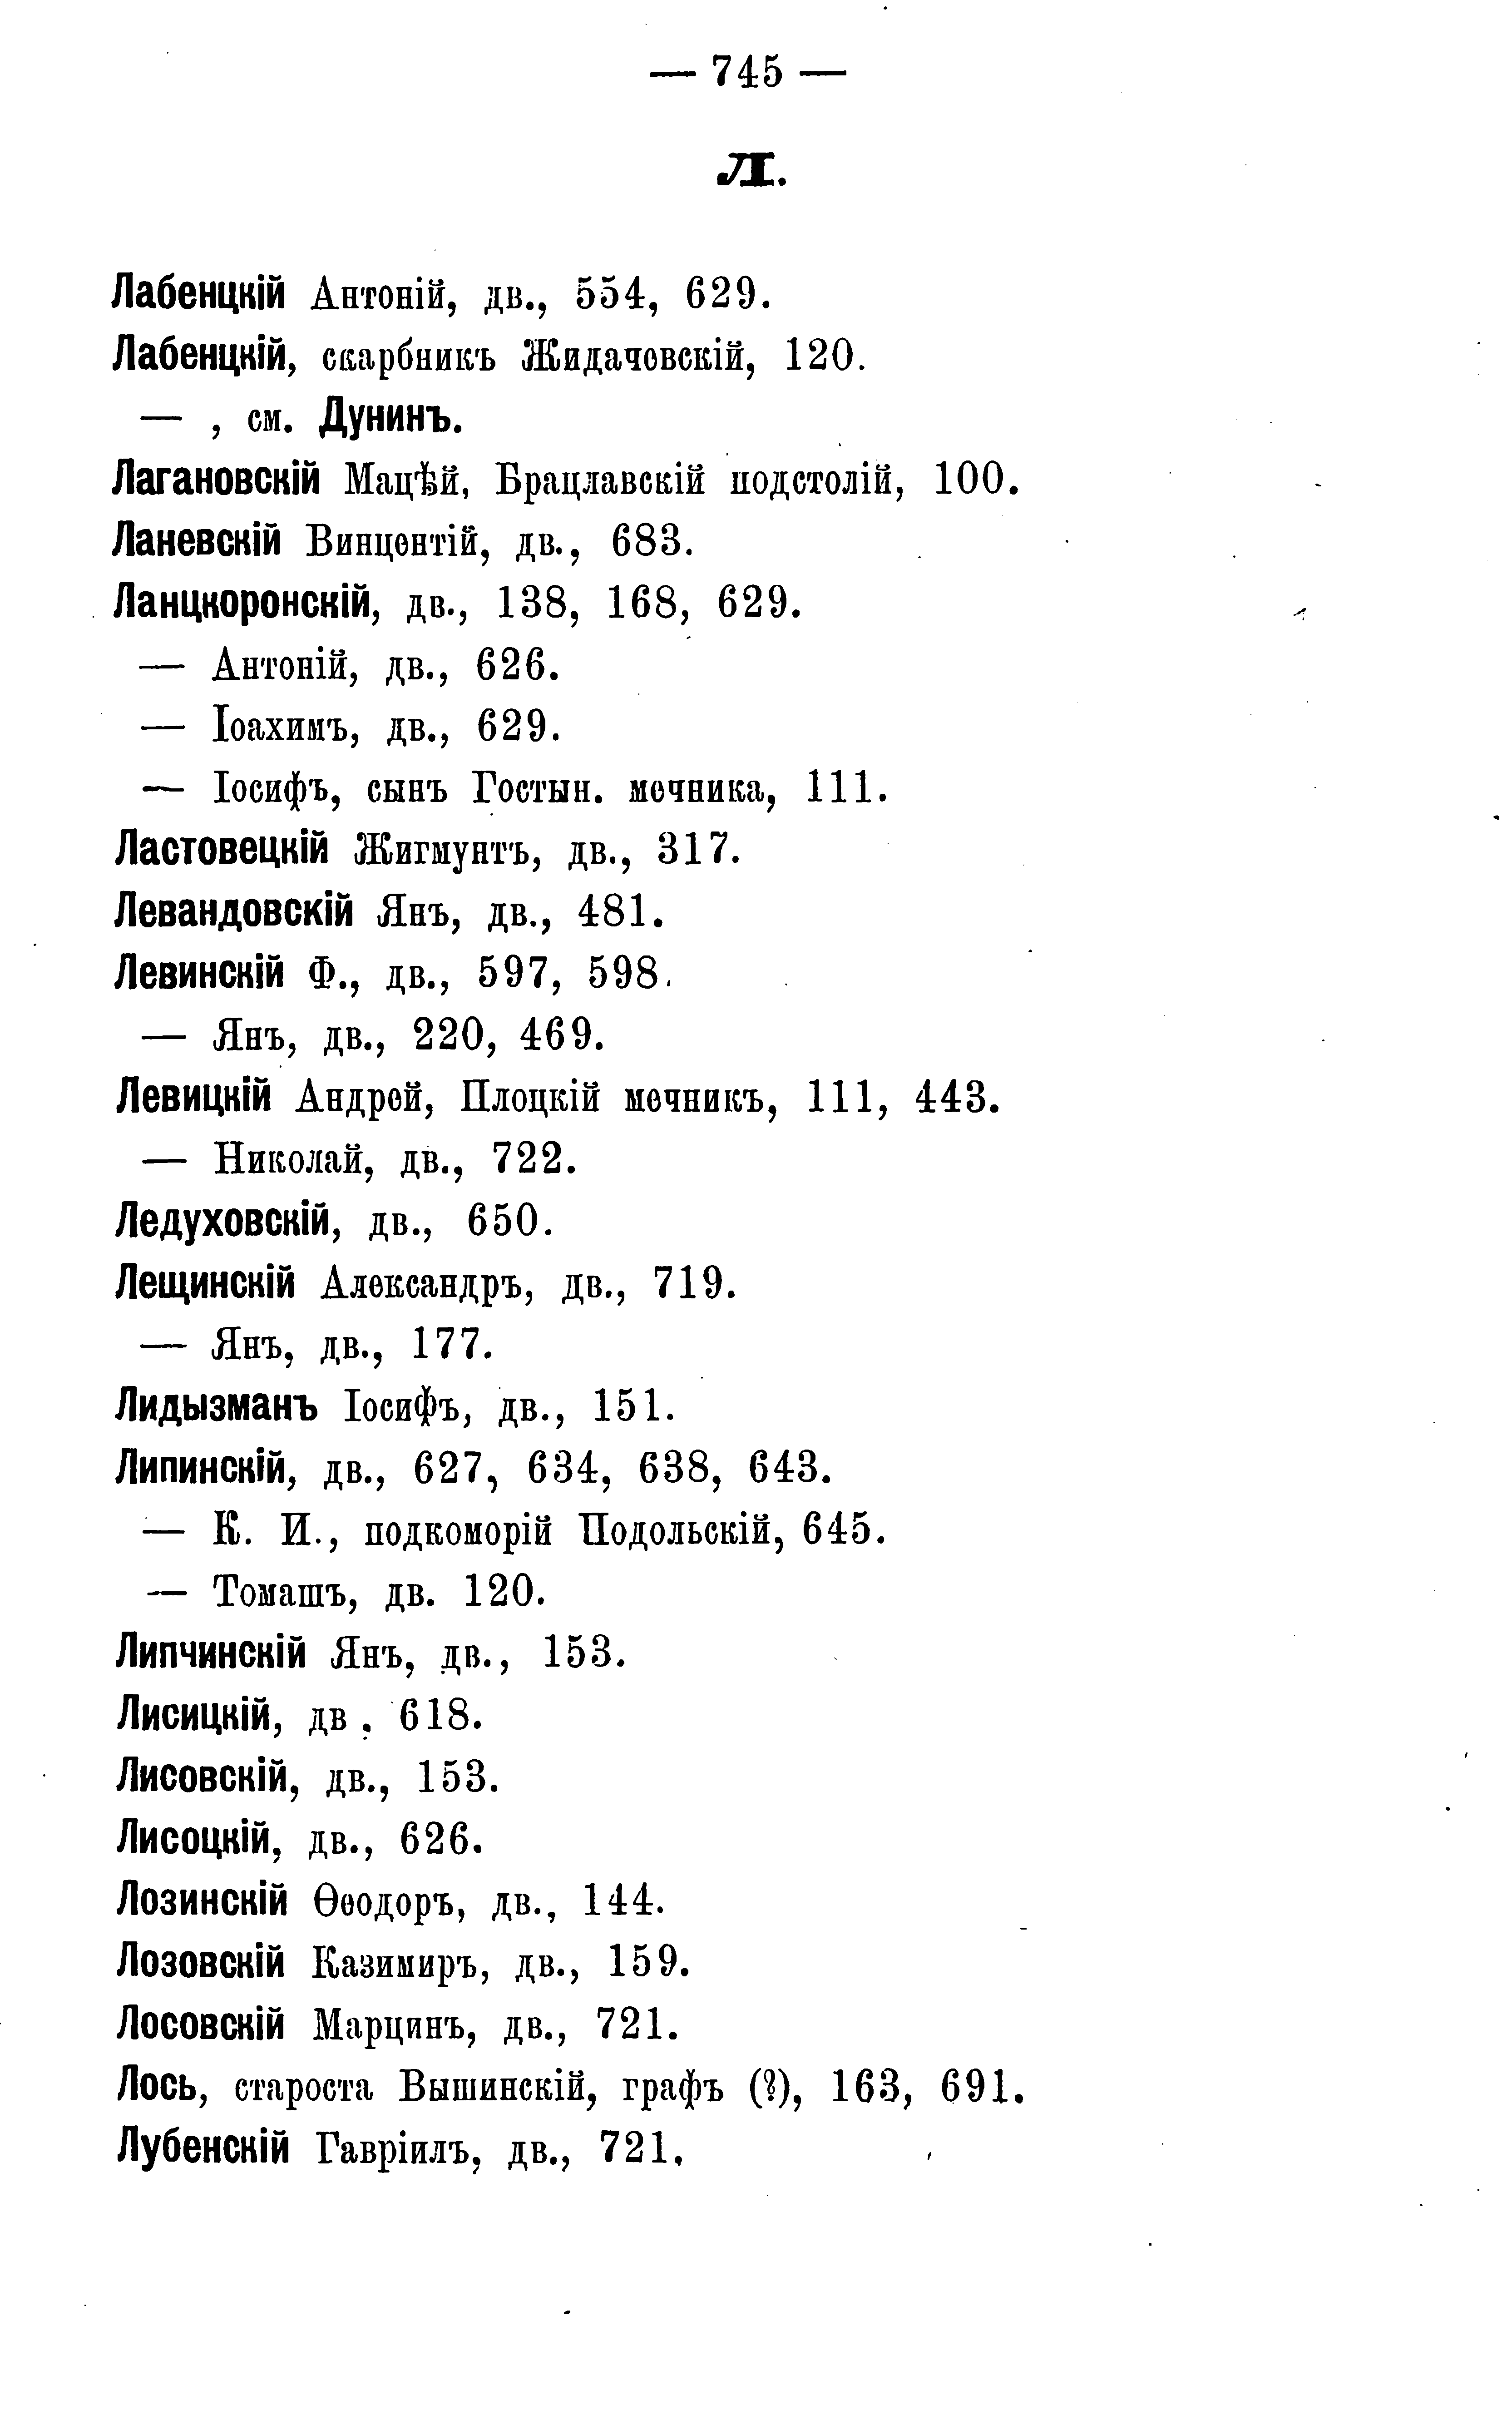 — 745 —
Л.
Лабенцкій Антоній, дв., 554, 629.
Лабенцкій, скарбникъ Жидачовскій, 120.
— , см. Дунинъ.
Лагановскій Мацѣй, Брацлавскій подстолій, 100.
Ланевскій Винцентій, дв., 683.
Ланцкоронскій, дв., 138, 168, 629.
— Антоній, дв., 626.
— Іоахимъ, дв., 629.
— Іосифъ, сынъ Гостын. мечника, 111.
Ластовецкій Жигмунтъ, дв., 317.
Левандовскій Янъ, дв., 481.
Левинскій Ф., дв., 597, 598.
— Янъ, дв., 220, 469.
Левицкій Андрей, Плоцкій мечникъ, 111, 443.
— Николай, дв., 722.
Ледуховскій, дв., 650.
Лещинскій Александръ, дв., 719.
— Янъ, дв., 177.
Лидызманъ Іосифъ, дв., 151.
Липинскій, дв., 627, 634, 638, 643.
— К. И., подкоморій Подольскій, 645.
— Томашъ, дв. 120.
Липчинскій Янъ, дв., 153.
Лисицкій, дв., 618.
Лисовскій, дв., 153.
Лисоцкій, дв., 626.
Лозинскій Ѳеодоръ, дв., 144.
Лозовскій Казимиръ, дв., 159.
Лосовскій Марцинъ, дв., 721.
Лось, староста Вышинскій, графъ (?), 163, 691.
Лубенскій Гавріилъ, дв., 721.